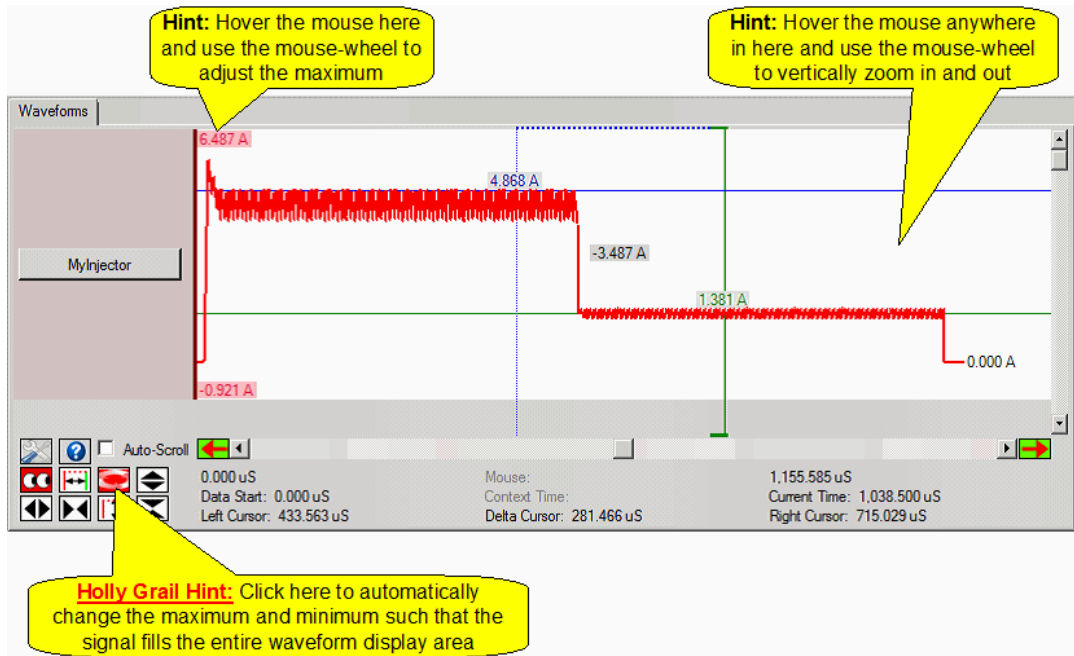 Hint: Hover the mouse here
and use the mouse-wheel to
adjust the maximum
Hint: Hover the mouse anywhere
in here and use the mouse-wheel
to vertically zoom in and out
Waveforms
6.487 A
4.868 A
-3.487 A
MyInjector
1.381 A
0.000 A
-0.921 A
Auto-Scroll
0.000 uS
Mouse:
1,155.585 uS
Data Start: 0.000 uS
Context Time:
Current Time: 1,038.500 uS
Left Cursor: 433.563 uS
Delta Cursor: 281.466 uS
Right Cursor: 715.029 uS
Holly Grail Hint: Click here to automatically
change the maximum and minimum such that the
signal fills the entire waveform display area